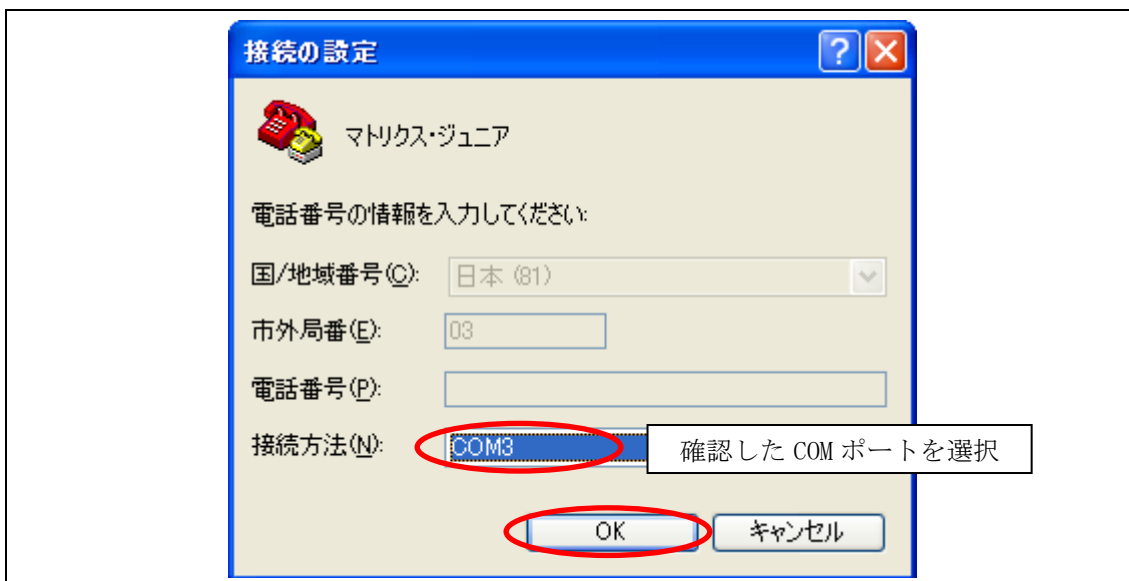 接続の設定
マトリクス・ジュニア
電話番号の情報を入力してください:
国/地域番号(C): 日本 (81)
市外局番(E): 03
電話番号(P):
接続方法(N): COM3 確認した COM ポートを選択
OK キャンセル